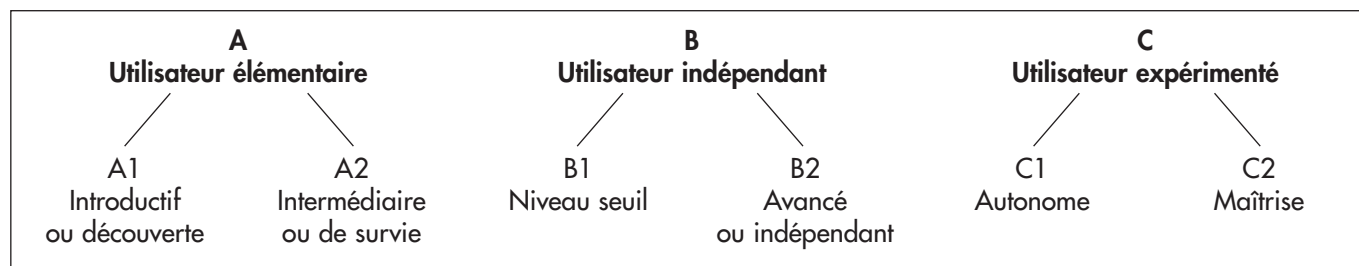 A
Utilisateur élémentaire
A1
Introductif
ou découverte
A2
Intermédiaire
ou de survie
B
Utilisateur indépendant
B1
Niveau seuil
B2
Avancé
ou indépendant
C
Utilisateur expérimenté
C1
Autonome
C2
Maîtrise